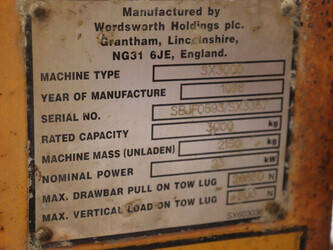 Manufactured by
Wordsworth Holdings plc.
Grantham, Lincolnshire,
NG31 6JE, England.
MACHINE TYPE SX3000
YEAR OF MANUFACTURE
SERIAL NO.
RATED CAPACITY 3000 kg
MACHINE MASS (UNLADEN) kg
NOMINAL POWER kW
MAX. DRAWBAR PULL ON TOW LUG N
MAX. VERTICAL LOAD ON TOW LUG N